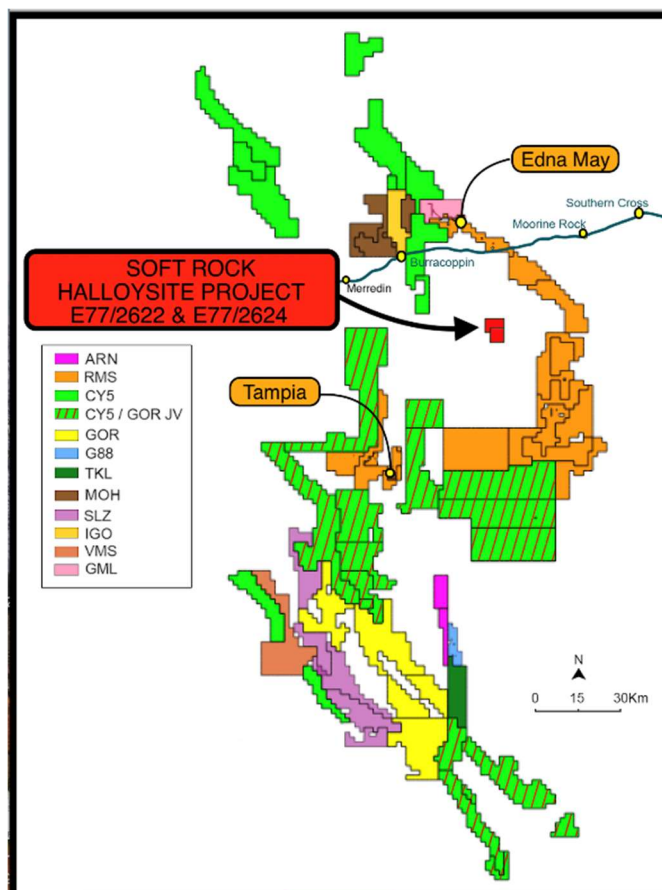 Edna May
Southern Cross
Moorine Rock
Burracoppin
Merredin
SOFT ROCK
HALLOYSITE PROJECT
E77/2622 & E77/2624
ARN
RMS
CY5
CY5 / GOR JV
GOR
G88
TKL
MOH
SLZ
IGO
VMS
GML
Tampia
N
0 15 30Km